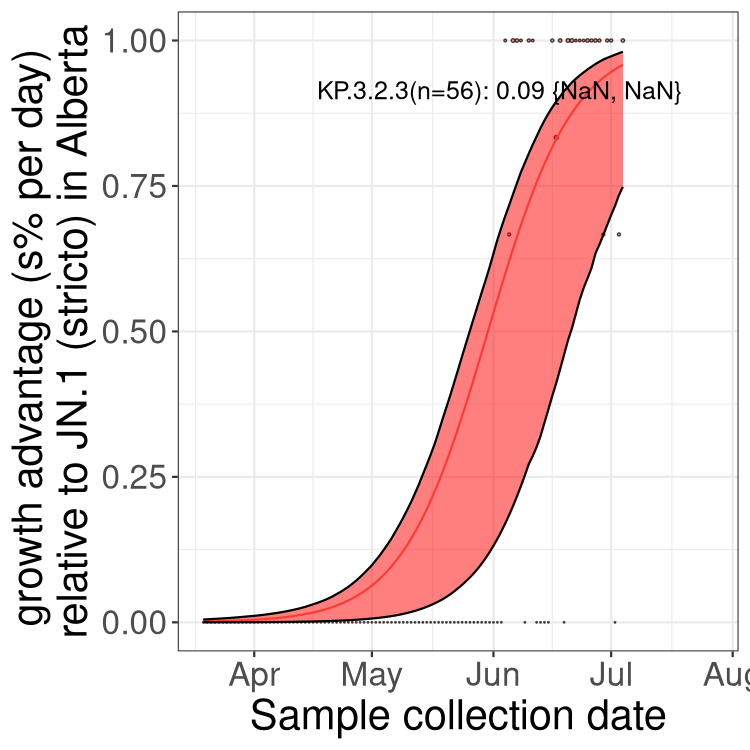 growth advantage (s% per day)
relative to JN.1 (stricto) in Alberta
1.00
0.75
0.50
0.25
0.00
KP.3.2.3(n=56): 0.09 {NaN, NaN}
Apr May Jun Jul Aug
Sample collection date